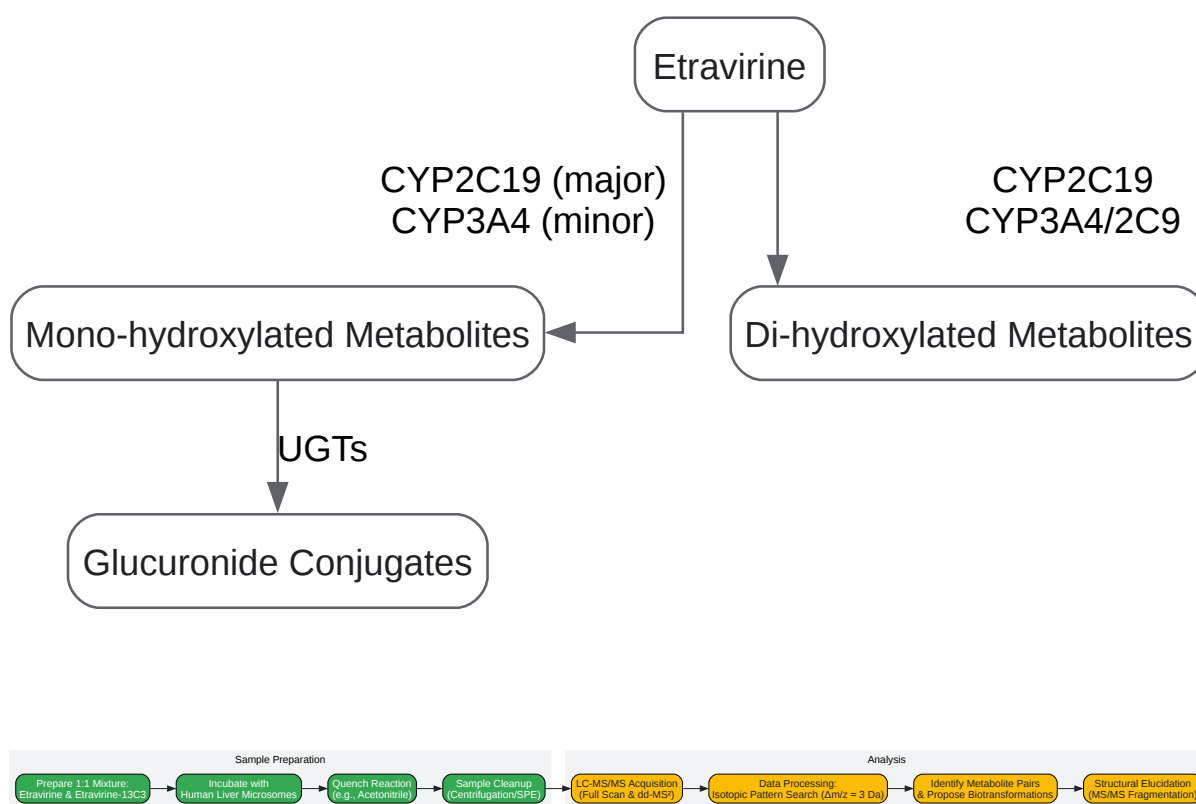 Etravirine
CYP2C19 (major)
CYP3A4 (minor)
CYP2C19
CYP3A4/2C9
Mono-hydroxylated Metabolites
Di-hydroxylated Metabolites
UGTs
Glucuronide Conjugates
Sample Preparation
Prepare 1:1 Mixture:
Etravirine & Etravirine-13C3
Incubate with
Human Liver Microsomes
Quench Reaction
(e.g., Acetonitrile)
Sample Cleanup
(Centrifugation/SPE)
Analysis
LC-MS/MS Acquisition
(Full Scan & dd-MS²)
Data Processing:
Isotopic Pattern Search (Δm/z = 3 Da)
Identify Metabolite Pairs
& Propose Biotransformations
Structural Elucidation
(MS/MS Fragmentation)